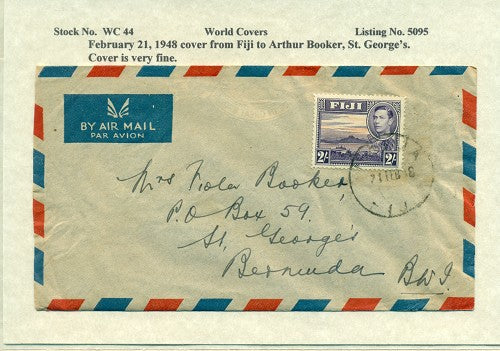 Stock No. WC 44 World Covers Listing No. 5095
February 21, 1948 cover from Fiji to Arthur Booker, St. George's.
Cover is very fine.
BY AIR MAIL
PAR AVION
FIJI
2/- 2/-
Mrs Viola Booker,
P.O Box 59.
St, George's
Bermuda B.W.I.